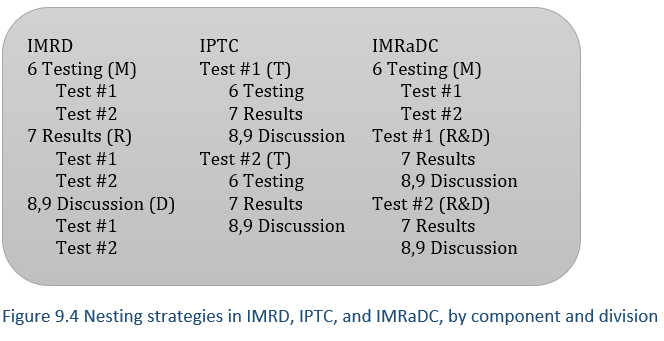 IMRD
6 Testing (M)
Test #1
Test #2
7 Results (R)
Test #1
Test #2
8,9 Discussion (D)
Test #1
Test #2
IPTC
Test #1 (T)
6 Testing
7 Results
8,9 Discussion
Test #2 (T)
6 Testing
7 Results
8,9 Discussion
IMRaDC
6 Testing (M)
Test #1
Test #2
Test #1 (R&D)
7 Results
8,9 Discussion
Test #2 (R&D)
7 Results
8,9 Discussion
Figure 9.4 Nesting strategies in IMRD, IPTC, and IMRaDC, by component and division